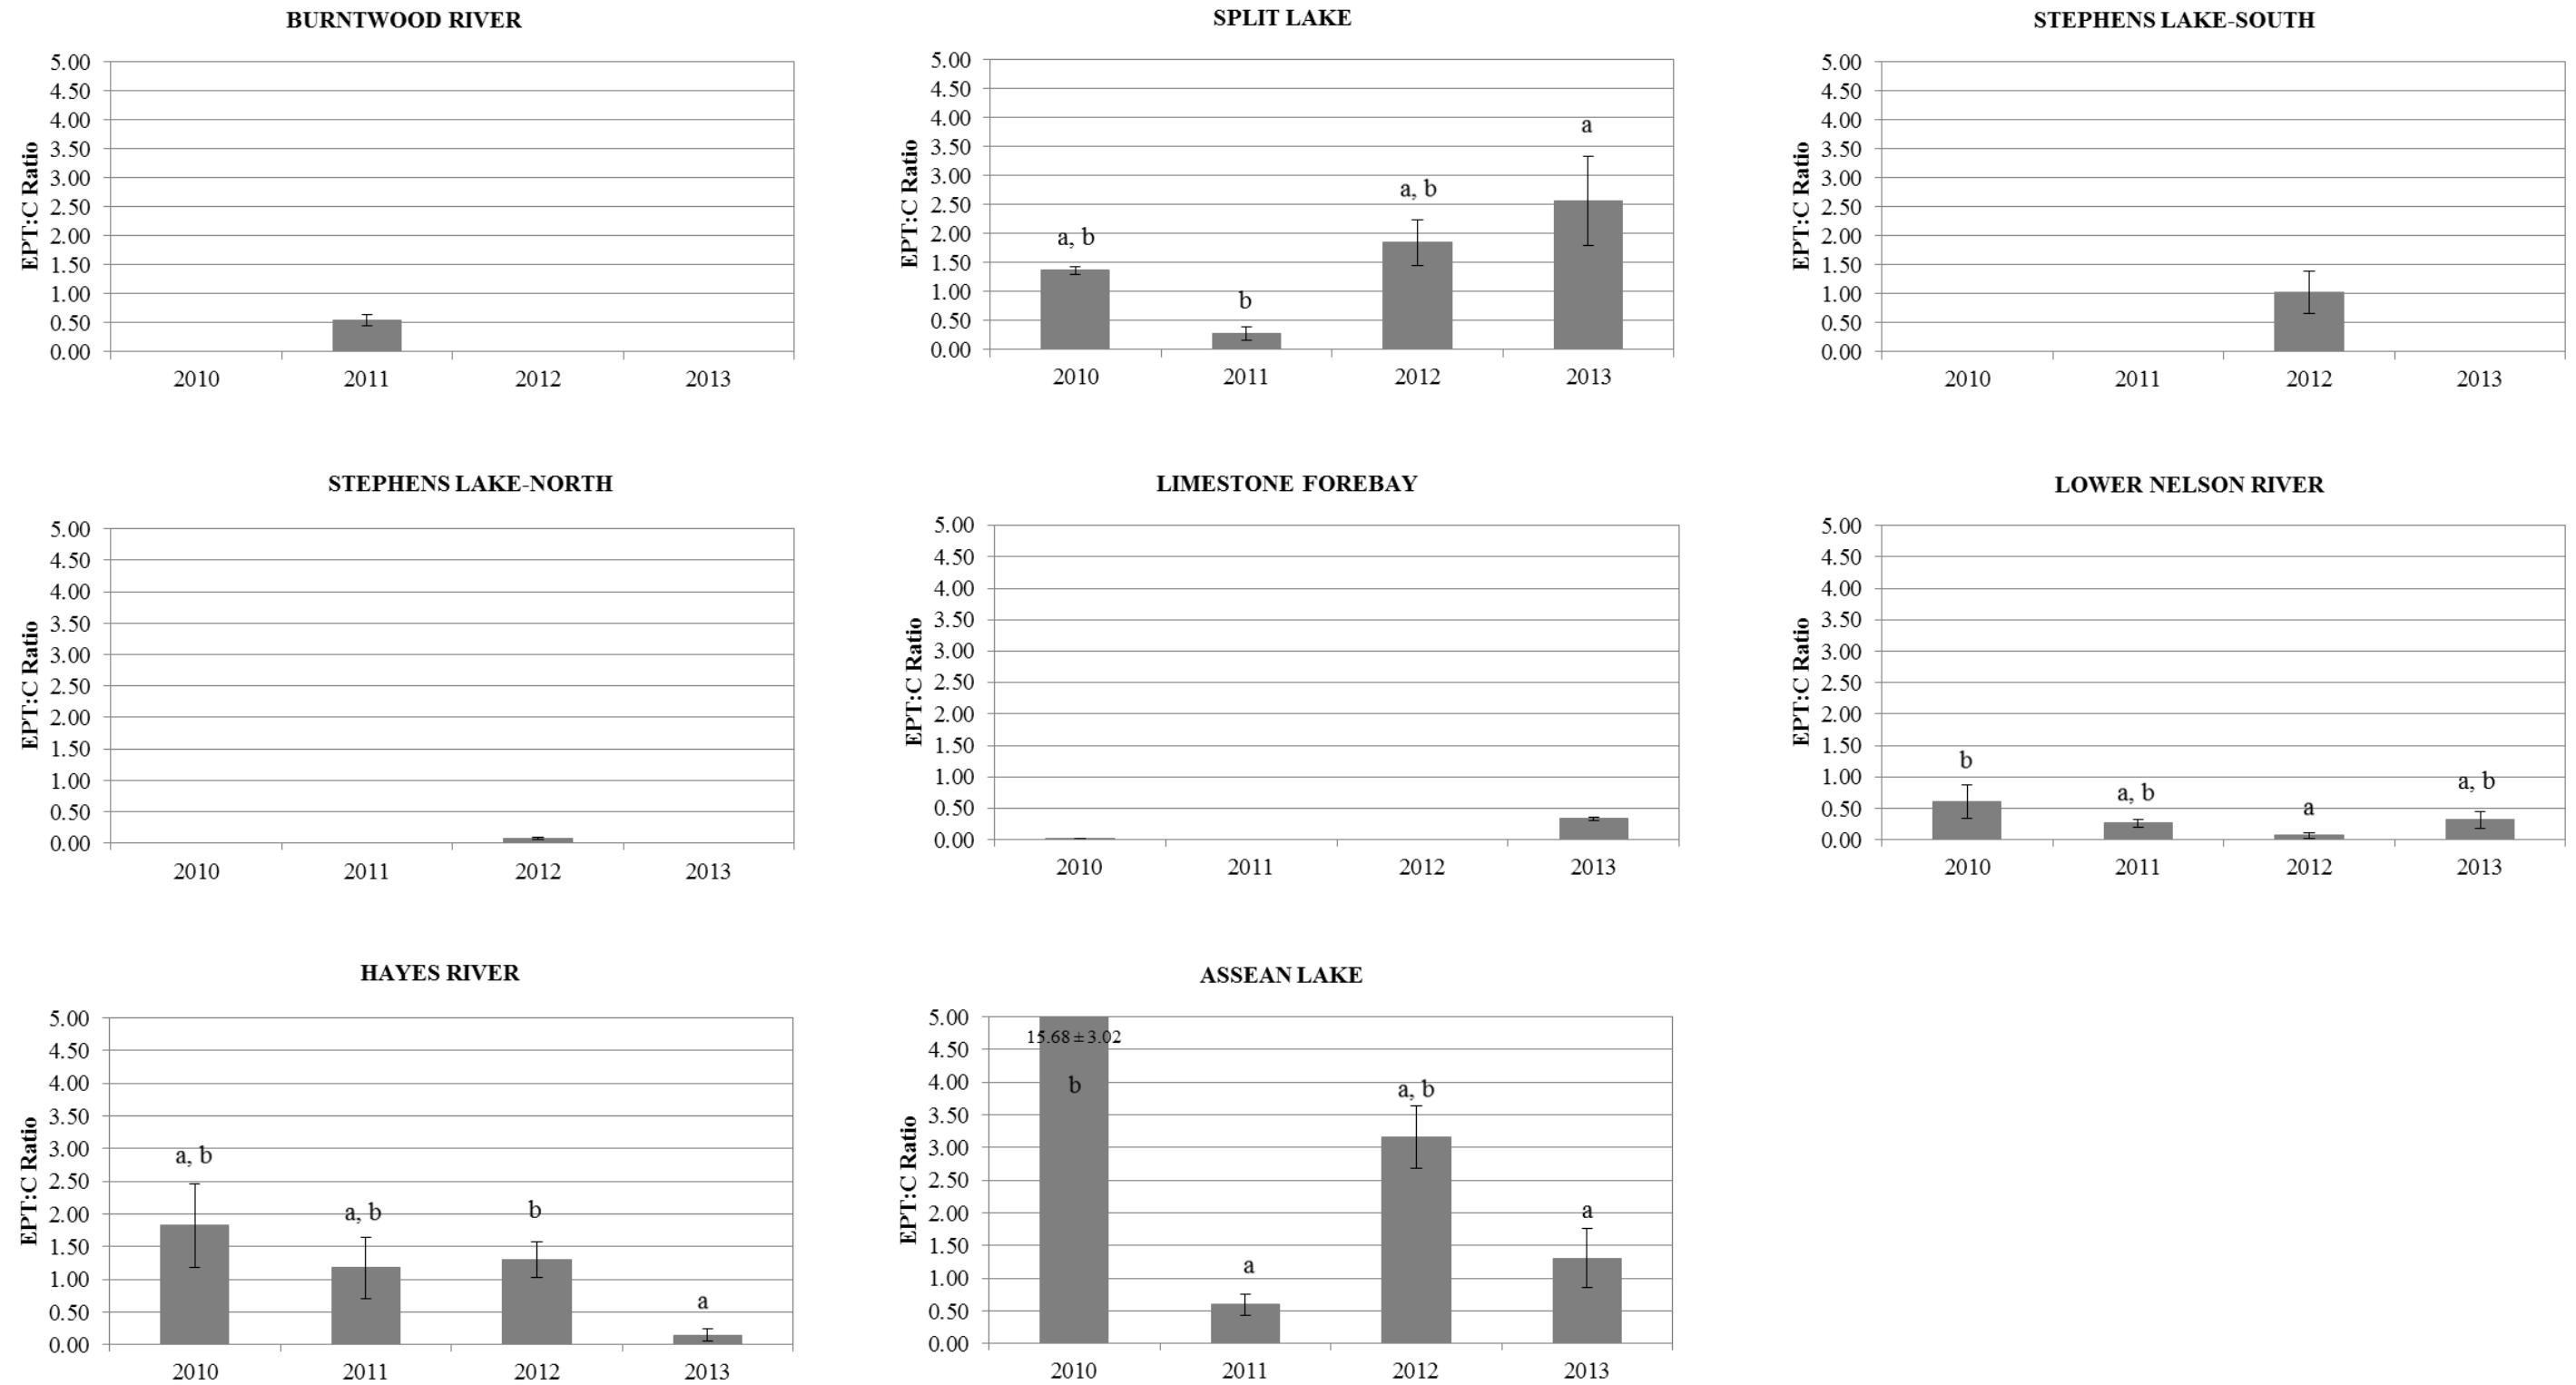 BURNTWOOD RIVER
EPT:C Ratio
5.00
4.50
4.00
3.50
3.00
2.50
2.00
1.50
1.00
0.50
0.00
2010 2011 2012 2013
SPLIT LAKE
EPT:C Ratio
5.00
4.50
4.00
3.50
3.00
2.50
2.00
1.50
1.00
0.50
0.00
a, b
b
a, b
a
2010 2011 2012 2013
STEPHENS LAKE-SOUTH
EPT:C Ratio
5.00
4.50
4.00
3.50
3.00
2.50
2.00
1.50
1.00
0.50
0.00
2010 2011 2012 2013
STEPHENS LAKE-NORTH
EPT:C Ratio
5.00
4.50
4.00
3.50
3.00
2.50
2.00
1.50
1.00
0.50
0.00
2010 2011 2012 2013
LIMESTONE FOREBAY
EPT:C Ratio
5.00
4.50
4.00
3.50
3.00
2.50
2.00
1.50
1.00
0.50
0.00
2010 2011 2012 2013
LOWER NELSON RIVER
EPT:C Ratio
5.00
4.50
4.00
3.50
3.00
2.50
2.00
1.50
1.00
0.50
0.00
b
a, b
a
a, b
2010 2011 2012 2013
HAYES RIVER
EPT:C Ratio
5.00
4.50
4.00
3.50
3.00
2.50
2.00
1.50
1.00
0.50
0.00
a, b
a, b
b
a
2010 2011 2012 2013
ASSEAN LAKE
EPT:C Ratio
5.00
4.50
4.00
3.50
3.00
2.50
2.00
1.50
1.00
0.50
0.00
15.68 ± 3.02
b
a
a, b
a
2010 2011 2012 2013